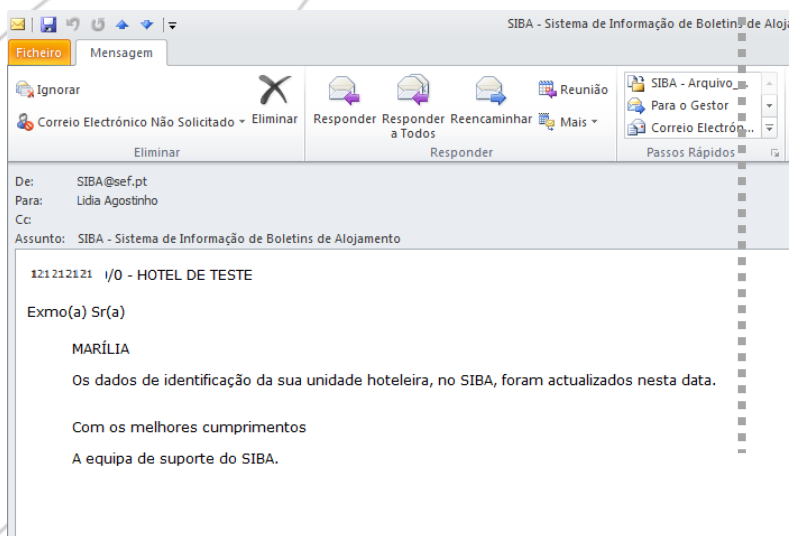 SIBA - Sistema de Informação de Boletins de Aloj
Ficheiro Mensagem
Ignorar
Correio Electrónico Não Solicitado
Eliminar
Responder
Responder a Todos
Reencaminhar
Reunião
Mais
SIBA - Arquivo_
Para o Gestor
Correio Electrón...
Eliminar Responder Passos Rápidos
De: SIBA@sef.pt
Para: Lidia Agostinho
Cc:
Assunto: SIBA - Sistema de Informação de Boletins de Alojamento
121212121 /0 - HOTEL DE TESTE
Exmo(a) Sr(a)
MARÍLIA
Os dados de identificação da sua unidade hoteleira, no SIBA, foram actualizados nesta data.
Com os melhores cumprimentos
A equipa de suporte do SIBA.